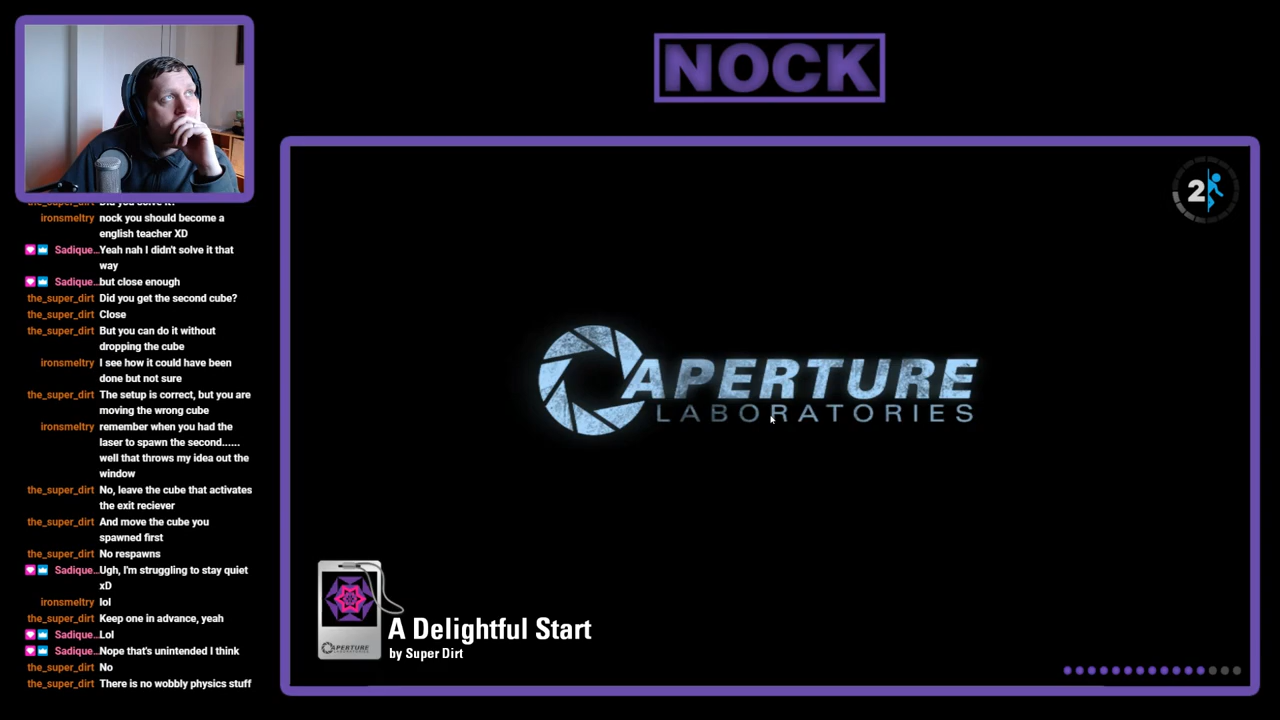 NOCK
Did you solve it?
ironsmeltry nock you should become a
english teacher XD
Sadique... Yeah nah I didn't solve it that
way
Sadique... but close enough
the_super_dirt Did you get the second cube?
the_super_dirt Close
the_super_dirt But you can do it without
dropping the cube
ironsmeltry I see how it could have been
done but not sure
the_super_dirt The setup is correct, but you are
moving the wrong cube
ironsmeltry remember when you had the
laser to spawn the second......
well that throws my idea out the
window
the_super_dirt No, leave the cube that activates
the exit reciever
the_super_dirt And move the cube you
spawned first
the_super_dirt No respawns
Sadique... Ugh, I'm struggling to stay quiet
xD
ironsmeltry lol
the_super_dirt Keep one in advance, yeah
Sadique... Lol
Sadique... Nope that's unintended I think
the_super_dirt No
the_super_dirt There is no wobbly physics stuff
2
APERTURE
LABORATORIES
APERTURE
A Delightful Start
by Super Dirt